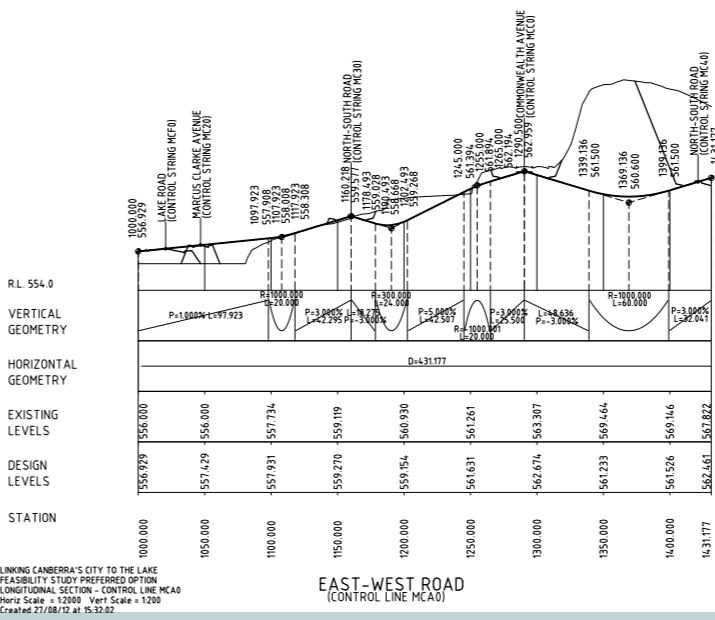 1000.000
556.929
LAKE ROAD
(CONTROL STRING MCF0)
MARCUS CLARKE AVENUE
(CONTROL STRING MC20)
1097.923
557.908
1107.923
558.008
1117.923
558.308
1160.218 NORTH-SOUTH ROAD
559.577 (CONTROL STRING MC30)
1178.493
559.028
1190.493
558.668
1202.493
559.268
1245.000
561.394
1255.000
561.894
1265.000
562.194
1290.500 COMMONWEALTH AVENUE
562.959 (CONTROL STRING MCC0)
1339.136
561.500
1369.136
560.600
1399.136
561.500
NORTH-SOUTH ROAD
(CONTROL STRING MC40)
1431.177
R.L. 554.0
VERTICAL
GEOMETRY
P=1.000% L=97.923
R=1000.000
L=20.000
P=3.000%
L=42.295
L=18.275
P=-3.000%
R=300.000
L=24.000
P=5.000%
L=42.507
R=-1000.001
L=20.000
P=3.000%
L=25.500
L=48.636
P=-3.000%
R=1000.000
L=60.000
P=3.000%
L=32.041
HORIZONTAL
GEOMETRY
D=431.177
EXISTING
LEVELS
556.000
556.000
557.734
559.119
560.930
561.261
563.307
569.464
569.146
567.822
DESIGN
LEVELS
556.929
557.429
557.931
559.270
559.154
561.631
562.674
561.233
561.526
562.461
STATION
1000.000
1050.000
1100.000
1150.000
1200.000
1250.000
1300.000
1350.000
1400.000
1431.177
LINKING CANBERRA'S CITY TO THE LAKE
FEASIBILITY STUDY PREFERRED OPTION
LONGITUDINAL SECTION - CONTROL LINE MCA0
Horiz Scale = 1:2000 Vert Scale = 1:200
Created 27/08/12 at 15:32:02
EAST-WEST ROAD
(CONTROL LINE MCA0)